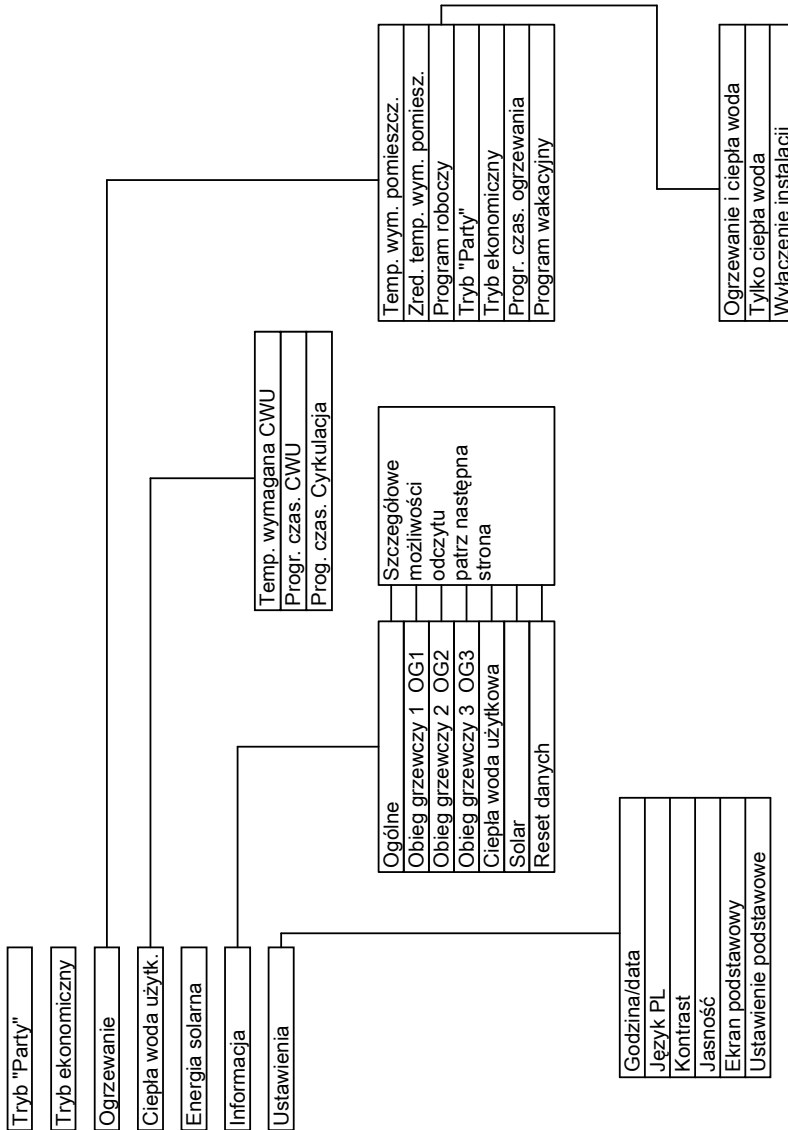 Tryb "Party"
Tryb ekonomiczny
Ogrzewanie
Ciepła woda użytk.
Energia solarna
Informacja
Ustawienia
Godzina/data
Język PL
Kontrast
Jasność
Ekran podstawowy
Ustawienie podstawowe
Ogólne
Obieg grzewczy 1 OG1
Obieg grzewczy 2 OG2
Obieg grzewczy 3 OG3
Ciepła woda użytkowa
Solar
Reset danych
Szczegółowe
możliwości
odczytu
patrz następna
strona
Temp. wymagana CWU
Progr. czas. CWU
Prog. czas. Cyrkulacja
Temp. wym. pomieszcz.
Zred. temp. wym. pomiesz.
Program roboczy
Tryb "Party"
Tryb ekonomiczny
Progr. czas. ogrzewania
Program wakacyjny
Ogrzewanie i ciepła woda
Tylko ciepła woda
Wyłączenie instalacji